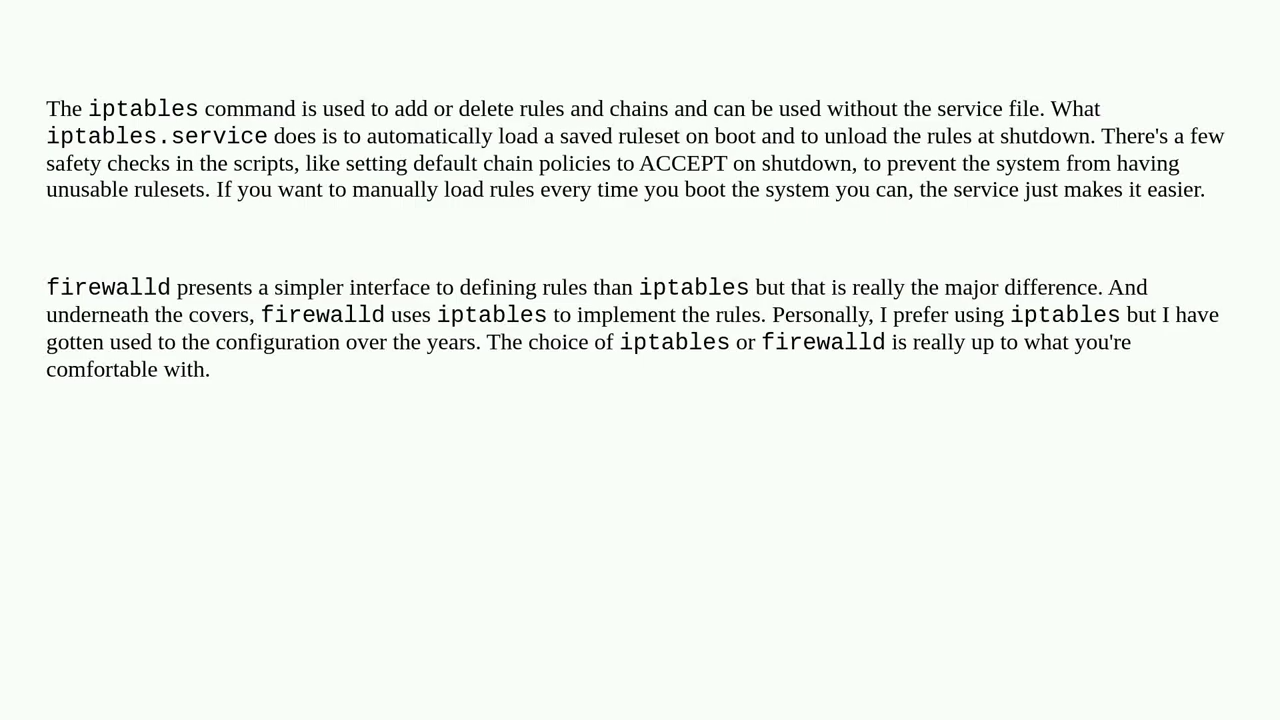 The iptables command is used to add or delete rules and chains and can be used without the service file. What
iptables.service does is to automatically load a saved ruleset on boot and to unload the rules at shutdown. There's a few
safety checks in the scripts, like setting default chain policies to ACCEPT on shutdown, to prevent the system from having
unusable rulesets. If you want to manually load rules every time you boot the system you can, the service just makes it easier.
firewalld presents a simpler interface to defining rules than iptables but that is really the major difference. And
underneath the covers, firewalld uses iptables to implement the rules. Personally, I prefer using iptables but I have
gotten used to the configuration over the years. The choice of iptables or firewalld is really up to what you're
comfortable with.